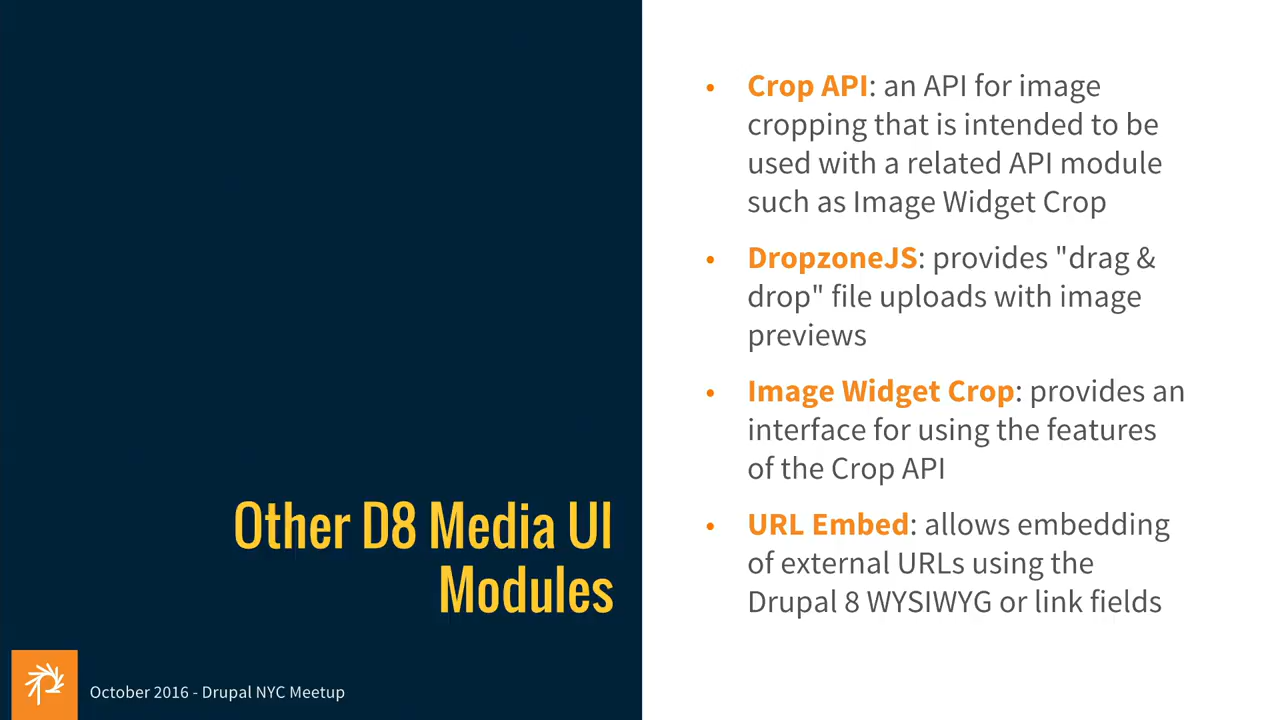 Other D8 Media UI
Modules
October 2016 - Drupal NYC Meetup
• Crop API: an API for image
cropping that is intended to be
used with a related API module
such as Image Widget Crop
• DropzoneJS: provides "drag &
drop" file uploads with image
previews
• Image Widget Crop: provides an
interface for using the features
of the Crop API
• URL Embed: allows embedding
of external URLs using the
Drupal 8 WYSIWYG or link fields